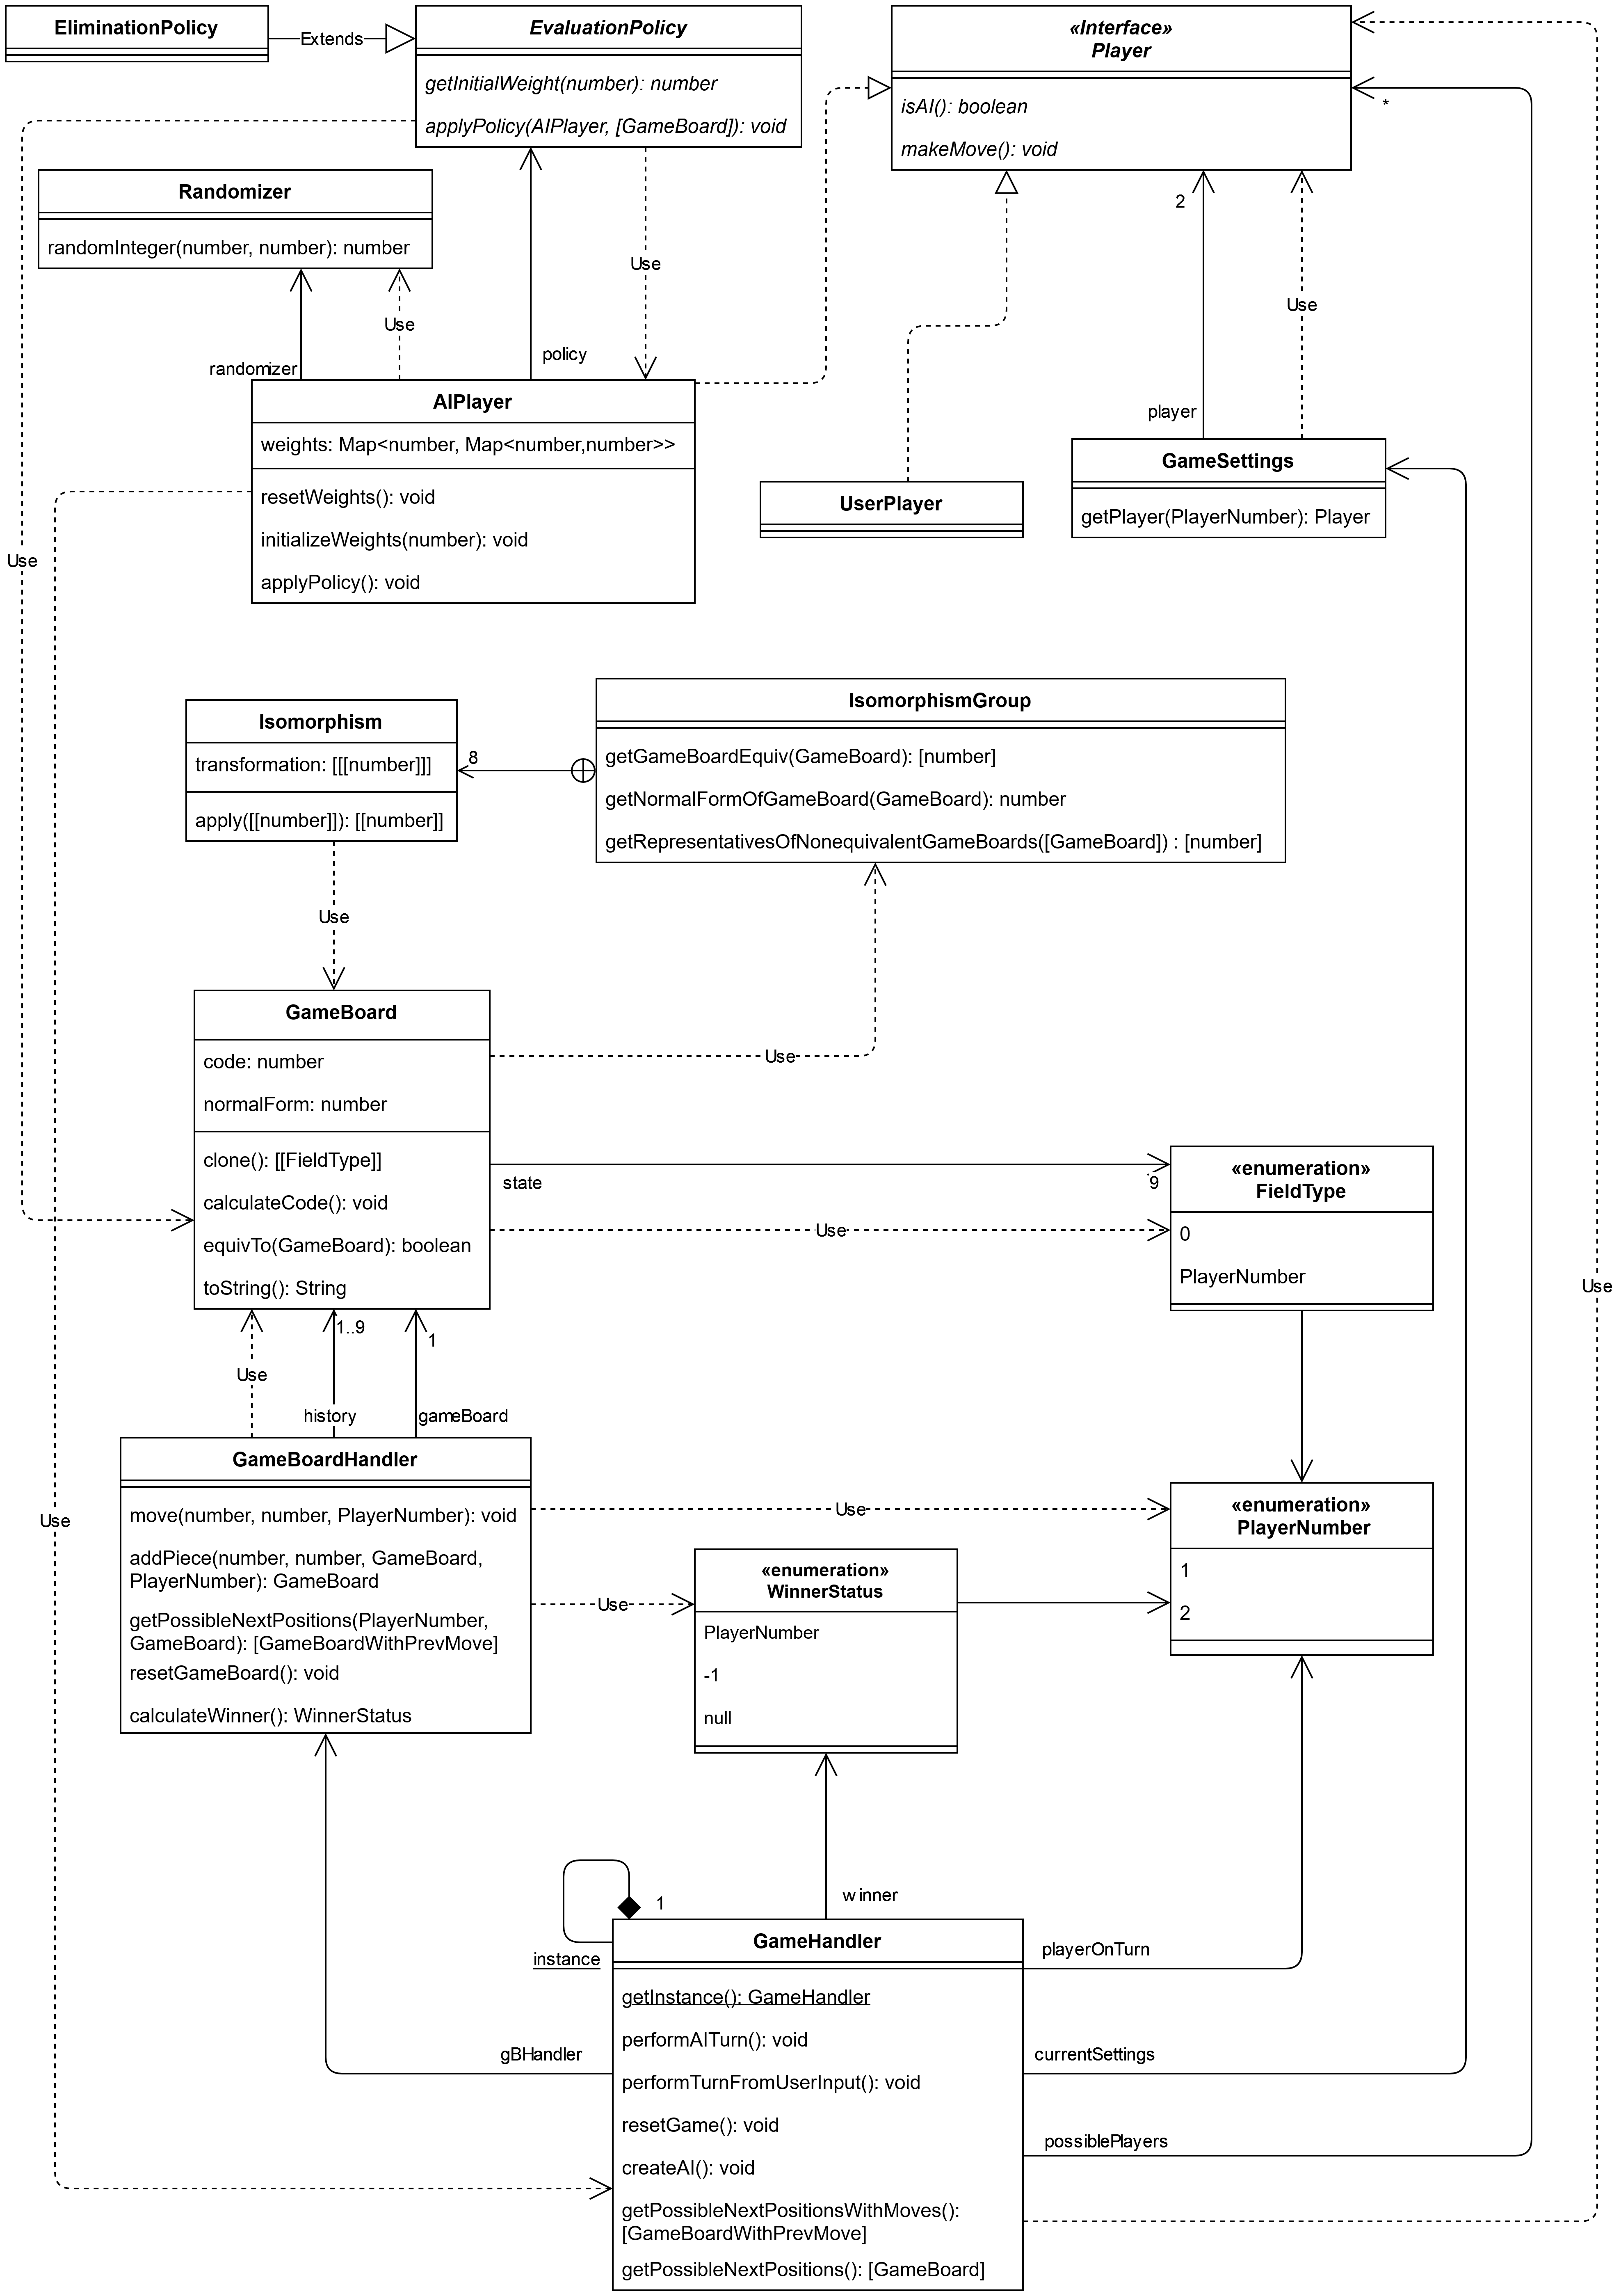 EliminationPolicy
Extends
EvaluationPolicy
getInitialWeight(number): number
applyPolicy(AIPlayer, [GameBoard]): void
«Interface»
Player
isAI(): boolean
makeMove(): void
*
2
Use
Use
Randomizer
randomInteger(number, number): number
Use
randomizer
policy
player
AIPlayer
weights: Map<number, Map<number,number>>
resetWeights(): void
initializeWeights(number): void
applyPolicy(): void
UserPlayer
GameSettings
getPlayer(PlayerNumber): Player
Use
Isomorphism
transformation: [[[number]]]
apply([[number]]): [[number]]
8
IsomorphismGroup
getGameBoardEquiv(GameBoard): [number]
getNormalFormOfGameBoard(GameBoard): number
getRepresentativesOfNonequivalentGameBoards([GameBoard]) : [number]
Use
Use
GameBoard
code: number
normalForm: number
clone(): [[FieldType]]
calculateCode(): void
equivTo(GameBoard): boolean
toString(): String
state
9
Use
«enumeration»
FieldType
0
PlayerNumber
Use
1..9
1
Use
history
gameBoard
GameBoardHandler
move(number, number, PlayerNumber): void
addPiece(number, number, GameBoard,
PlayerNumber): GameBoard
getPossibleNextPositions(PlayerNumber,
GameBoard): [GameBoardWithPrevMove]
resetGameBoard(): void
calculateWinner(): WinnerStatus
Use
Use
Use
«enumeration»
WinnerStatus
PlayerNumber
-1
null
«enumeration»
PlayerNumber
1
2
1
winner
instance
GameHandler
getInstance(): GameHandler
performAITurn(): void
performTurnFromUserInput(): void
resetGame(): void
createAI(): void
getPossibleNextPositionsWithMoves():
[GameBoardWithPrevMove]
getPossibleNextPositions(): [GameBoard]
playerOnTurn
gBHandler
currentSettings
possiblePlayers